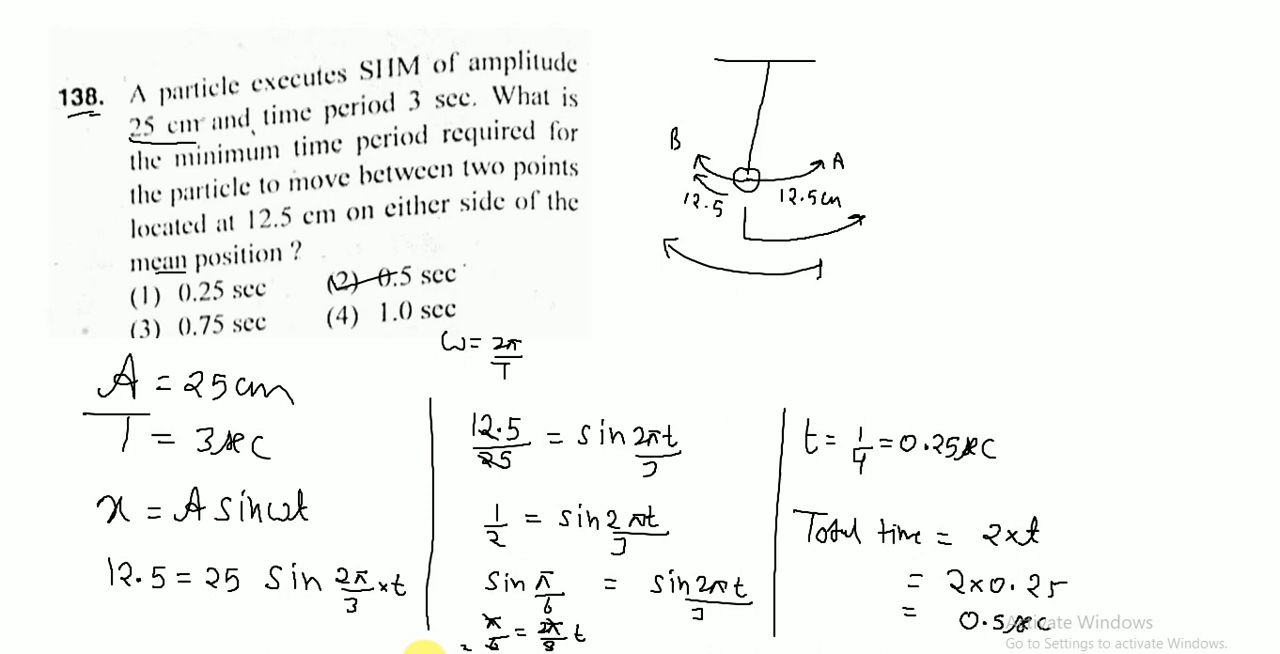 138. A particle executes SHM of amplitude
25 cm and time period 3 sec. What is
the minimum time period required for
the particle to move between two points
located at 12.5 cm on either side of the
mean position ?
(1) 0.25 sec (2) 0.5 sec
(3) 0.75 sec (4) 1.0 sec
B
A
12.5
12.5cm
ω = 2π/T
A = 25cm
T = 3sec
x = A sinωt
12.5 = 25 sin 2π/3 × t
12.5/25 = sin 2πt/3
1/2 = sin 2πt/3
sin π/6 = sin 2πt/3
π/6 = 2π/3 t
t = 1/4 = 0.25sec
Total time = 2×t
= 2×0.25
= 0.5sec
Activate Windows
Go to Settings to activate Windows.